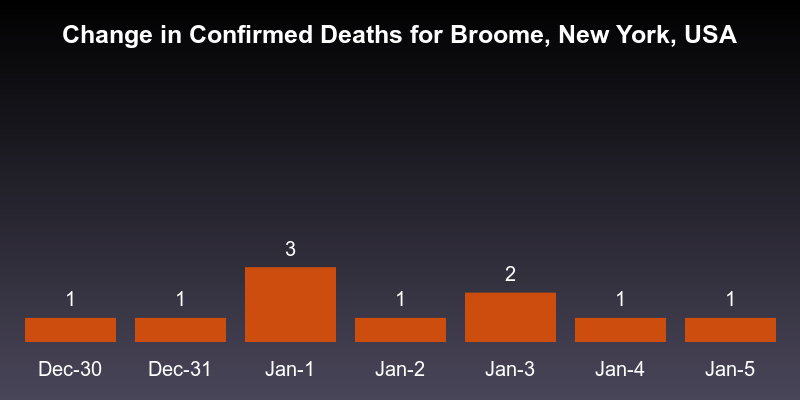 Change in Confirmed Deaths for Broome, New York, USA
3
2
1 1 1 1 1
Dec-30 Dec-31 Jan-1 Jan-2 Jan-3 Jan-4 Jan-5